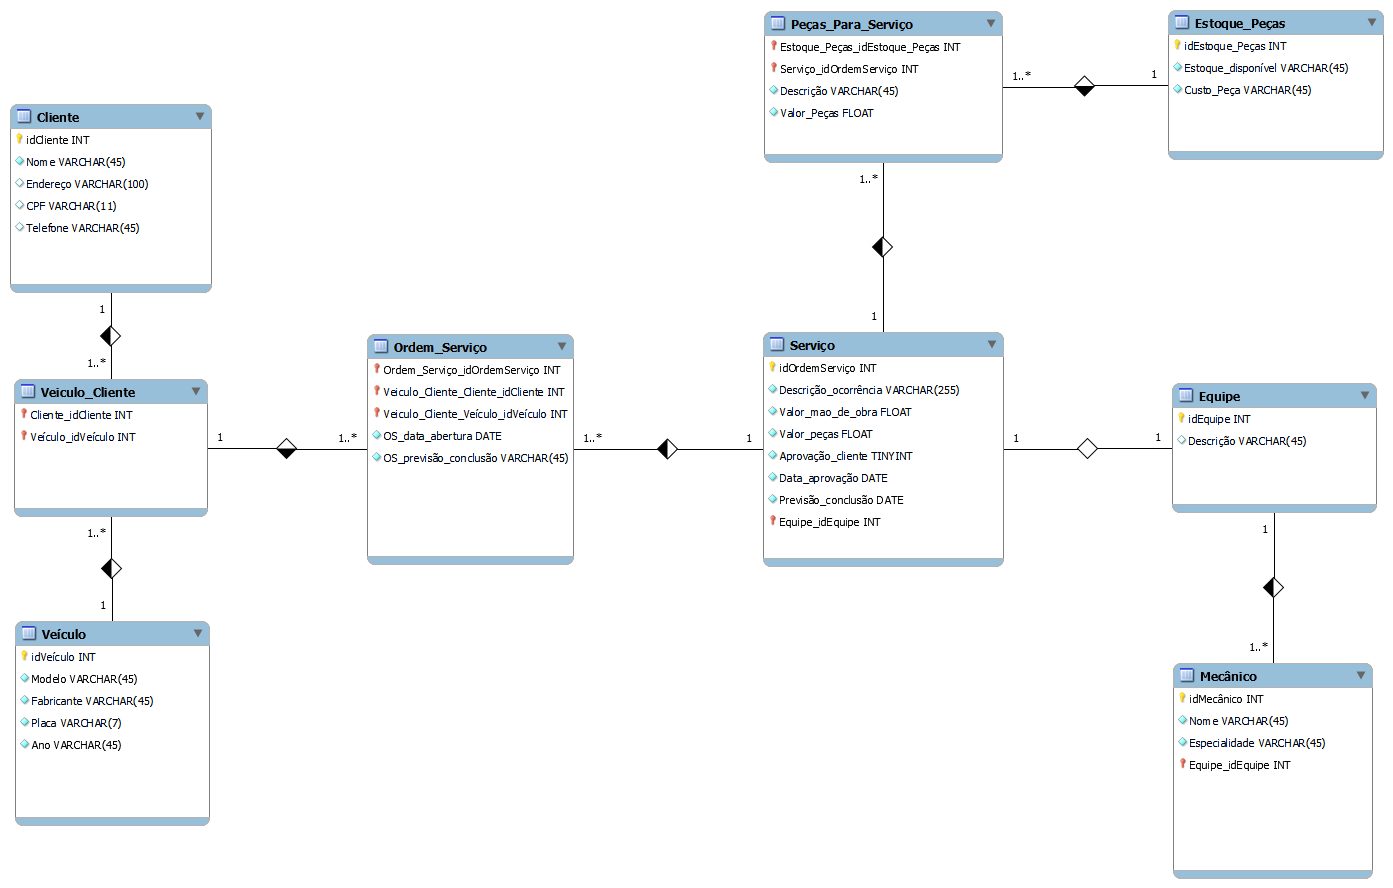 Cliente
idCliente INT
Nome VARCHAR(45)
Endereço VARCHAR(100)
CPF VARCHAR(11)
Telefone VARCHAR(45)
1
1..*
Veiculo_Cliente
Cliente_idCliente INT
Veículo_idVeículo INT
1
1..*
1..*
1
Veículo
idVeículo INT
Modelo VARCHAR(45)
Fabricante VARCHAR(45)
Placa VARCHAR(7)
Ano VARCHAR(45)
Ordem_Serviço
Ordem_Serviço_idOrdemServiço INT
Veiculo_Cliente_Cliente_idCliente INT
Veiculo_Cliente_Veículo_idVeículo INT
OS_data_abertura DATE
OS_previsão_conclusão VARCHAR(45)
1..*
1
Peças_Para_Serviço
Estoque_Peças_idEstoque_Peças INT
Serviço_idOrdemServiço INT
Descrição VARCHAR(45)
Valor_Peças FLOAT
1..*
1
1..*
1
Estoque_Peças
idEstoque_Peças INT
Estoque_disponível VARCHAR(45)
Custo_Peça VARCHAR(45)
Serviço
idOrdemServiço INT
Descrição_ocorrência VARCHAR(255)
Valor_mao_de_obra FLOAT
Valor_peças FLOAT
Aprovação_cliente TINYINT
Data_aprovação DATE
Previsão_conclusão DATE
Equipe_idEquipe INT
1
1
Equipe
idEquipe INT
Descrição VARCHAR(45)
1
1..*
Mecânico
idMecânico INT
Nome VARCHAR(45)
Especialidade VARCHAR(45)
Equipe_idEquipe INT